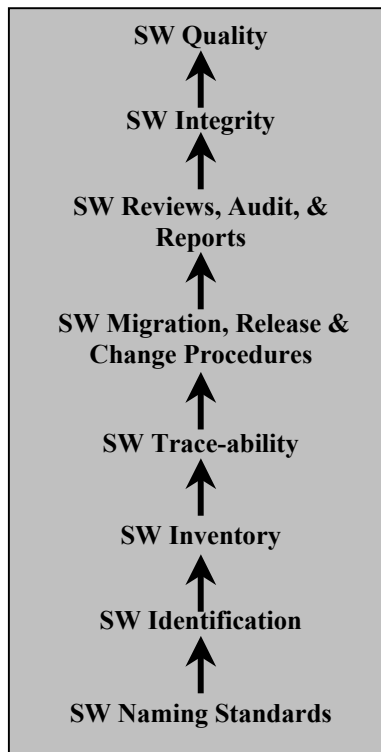 SW Quality
SW Integrity
SW Reviews, Audit, &
Reports
SW Migration, Release &
Change Procedures
SW Trace-ability
SW Inventory
SW Identification
SW Naming Standards